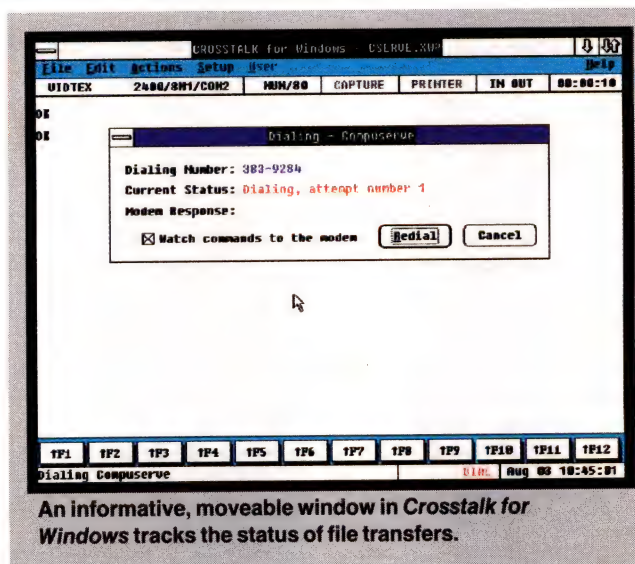 CROSSTALK for Windows - CSERVE.XWP
File Edit Actions Setup User Help
VIDTEX 2400/8N1/COM2 NUM/80 CAPTURE PRINTER IN OUT 00:00:10
OK
OK
Dialing - Compuserve
Dialing Number: 383-9284
Current Status: Dialing, attempt number 1
Modem Response:
Watch commands to the modem Redial Cancel
↑F1 ↑F2 ↑F3 ↑F4 ↑F5 ↑F6 ↑F7 ↑F8 ↑F9 ↑F10 ↑F11 ↑F12
Dialing Compuserve DIAL Aug 03 10:45:01
An informative, moveable window in Crosstalk for
Windows tracks the status of file transfers.